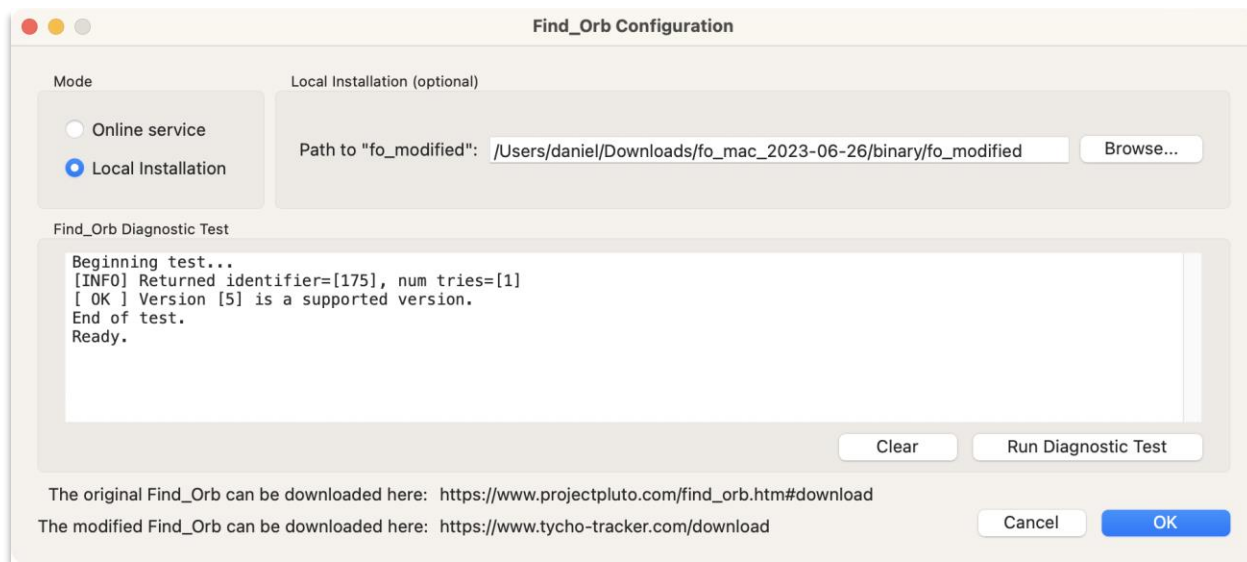 Find_Orb Configuration
Mode
Local Installation (optional)
Online service
Local Installation
Path to "fo_modified": /Users/daniel/Downloads/fo_mac_2023-06-26/binary/fo_modified Browse...
Find_Orb Diagnostic Test
Beginning test...
[INFO] Returned identifier=[175], num tries=[1]
[ OK ] Version [5] is a supported version.
End of test.
Ready.
Clear Run Diagnostic Test
The original Find_Orb can be downloaded here: https://www.projectpluto.com/find_orb.htm#download
The modified Find_Orb can be downloaded here: https://www.tycho-tracker.com/download
Cancel OK